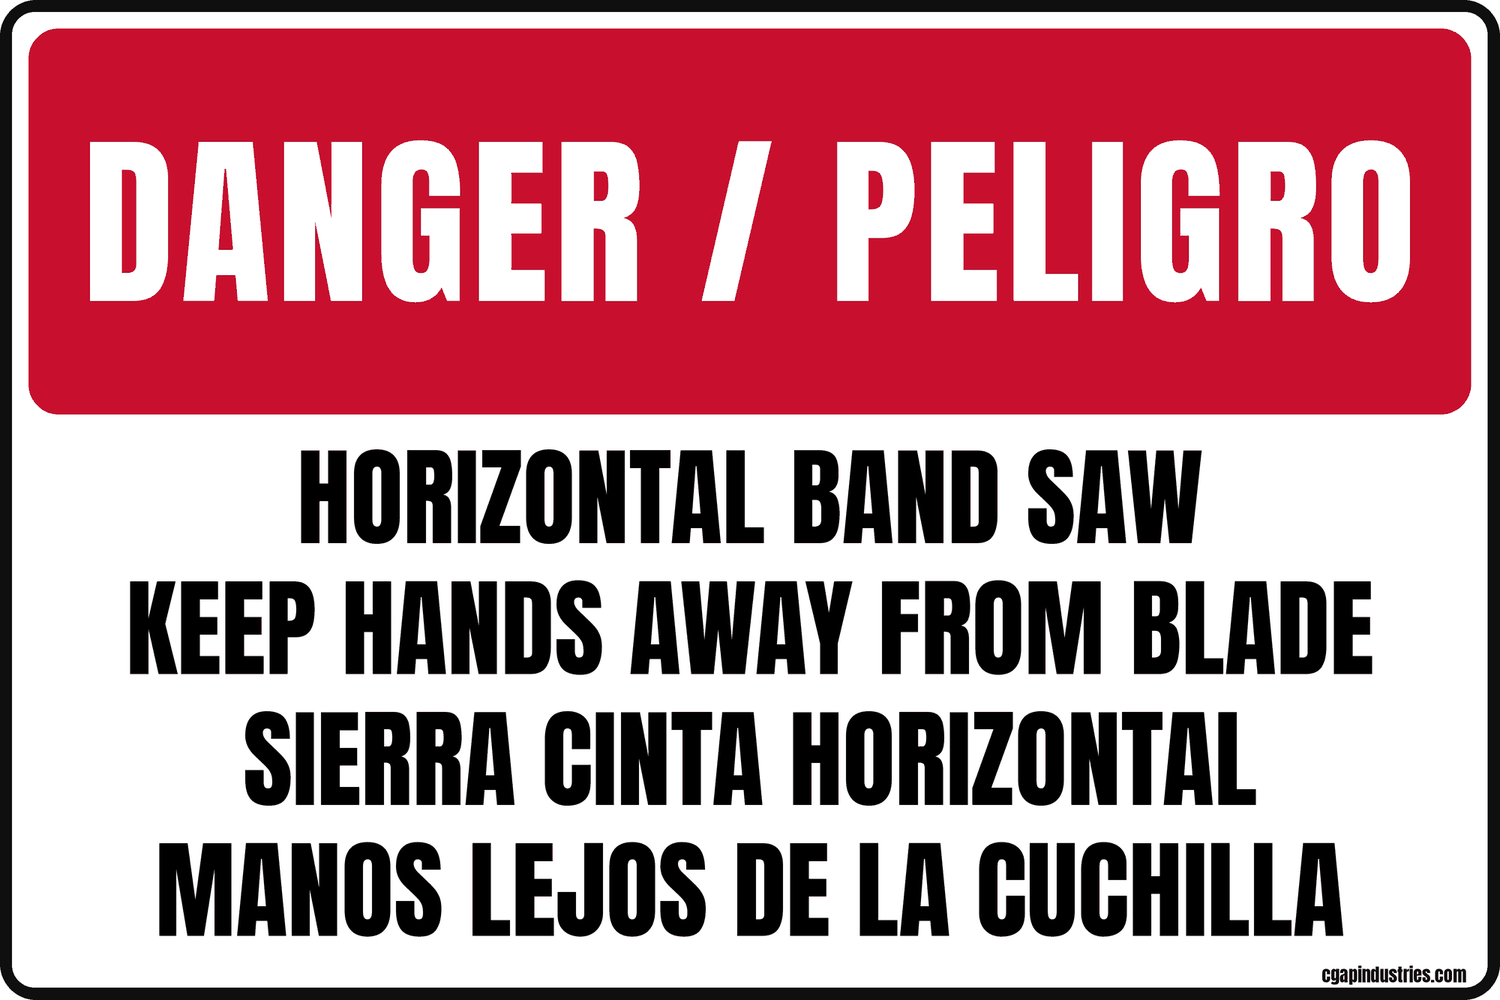 DANGER / PELIGRO
HORIZONTAL BAND SAW
KEEP HANDS AWAY FROM BLADE
SIERRA CINTA HORIZONTAL
MANOS LEJOS DE LA CUCHILLA
cgapindustries.com